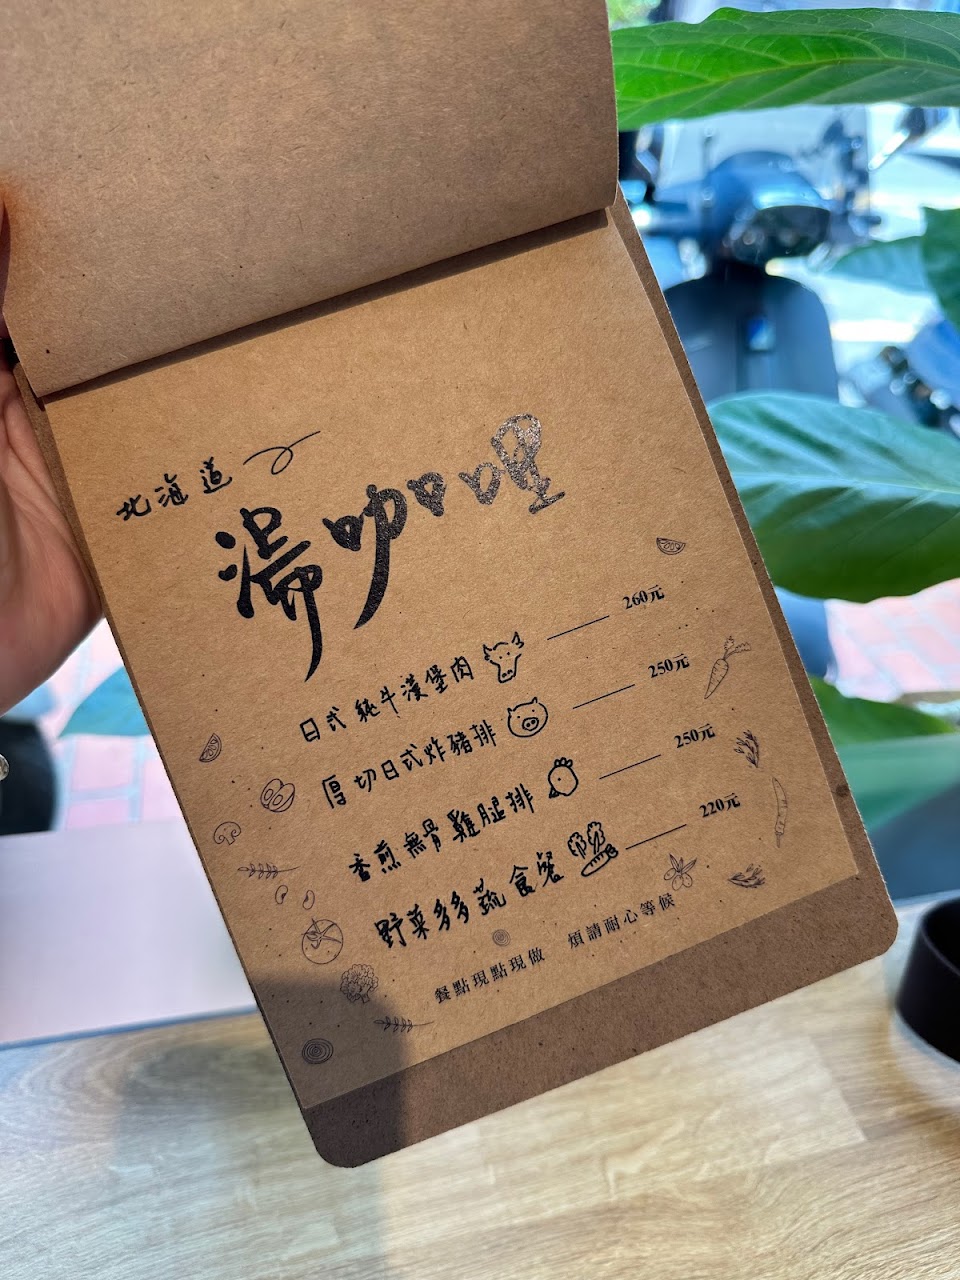 北海道
湯咖哩
日式純牛漢堡肉 260元
厚切日式炸豬排 250元
香煎無骨雞腿排 250元
野菜多多蔬食餐 220元
餐點現點現做 煩請耐心等候